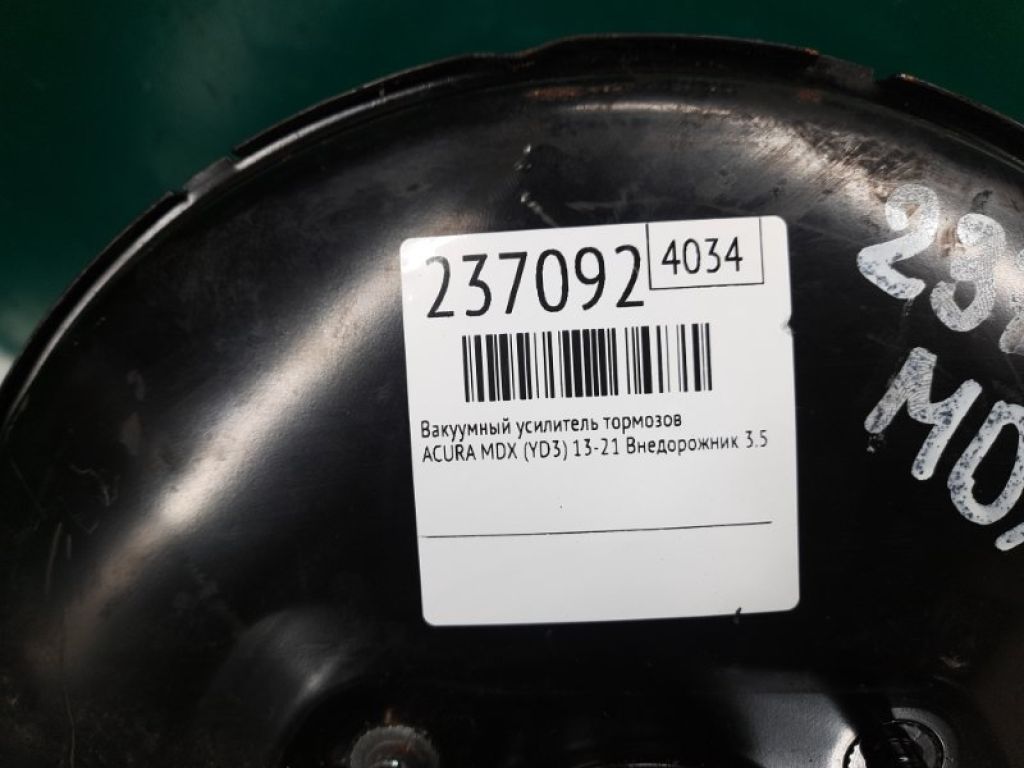 237092
4034
Вакуумный усилитель тормозов
ACURA MDX (YD3) 13-21 Внедорожник 3.5